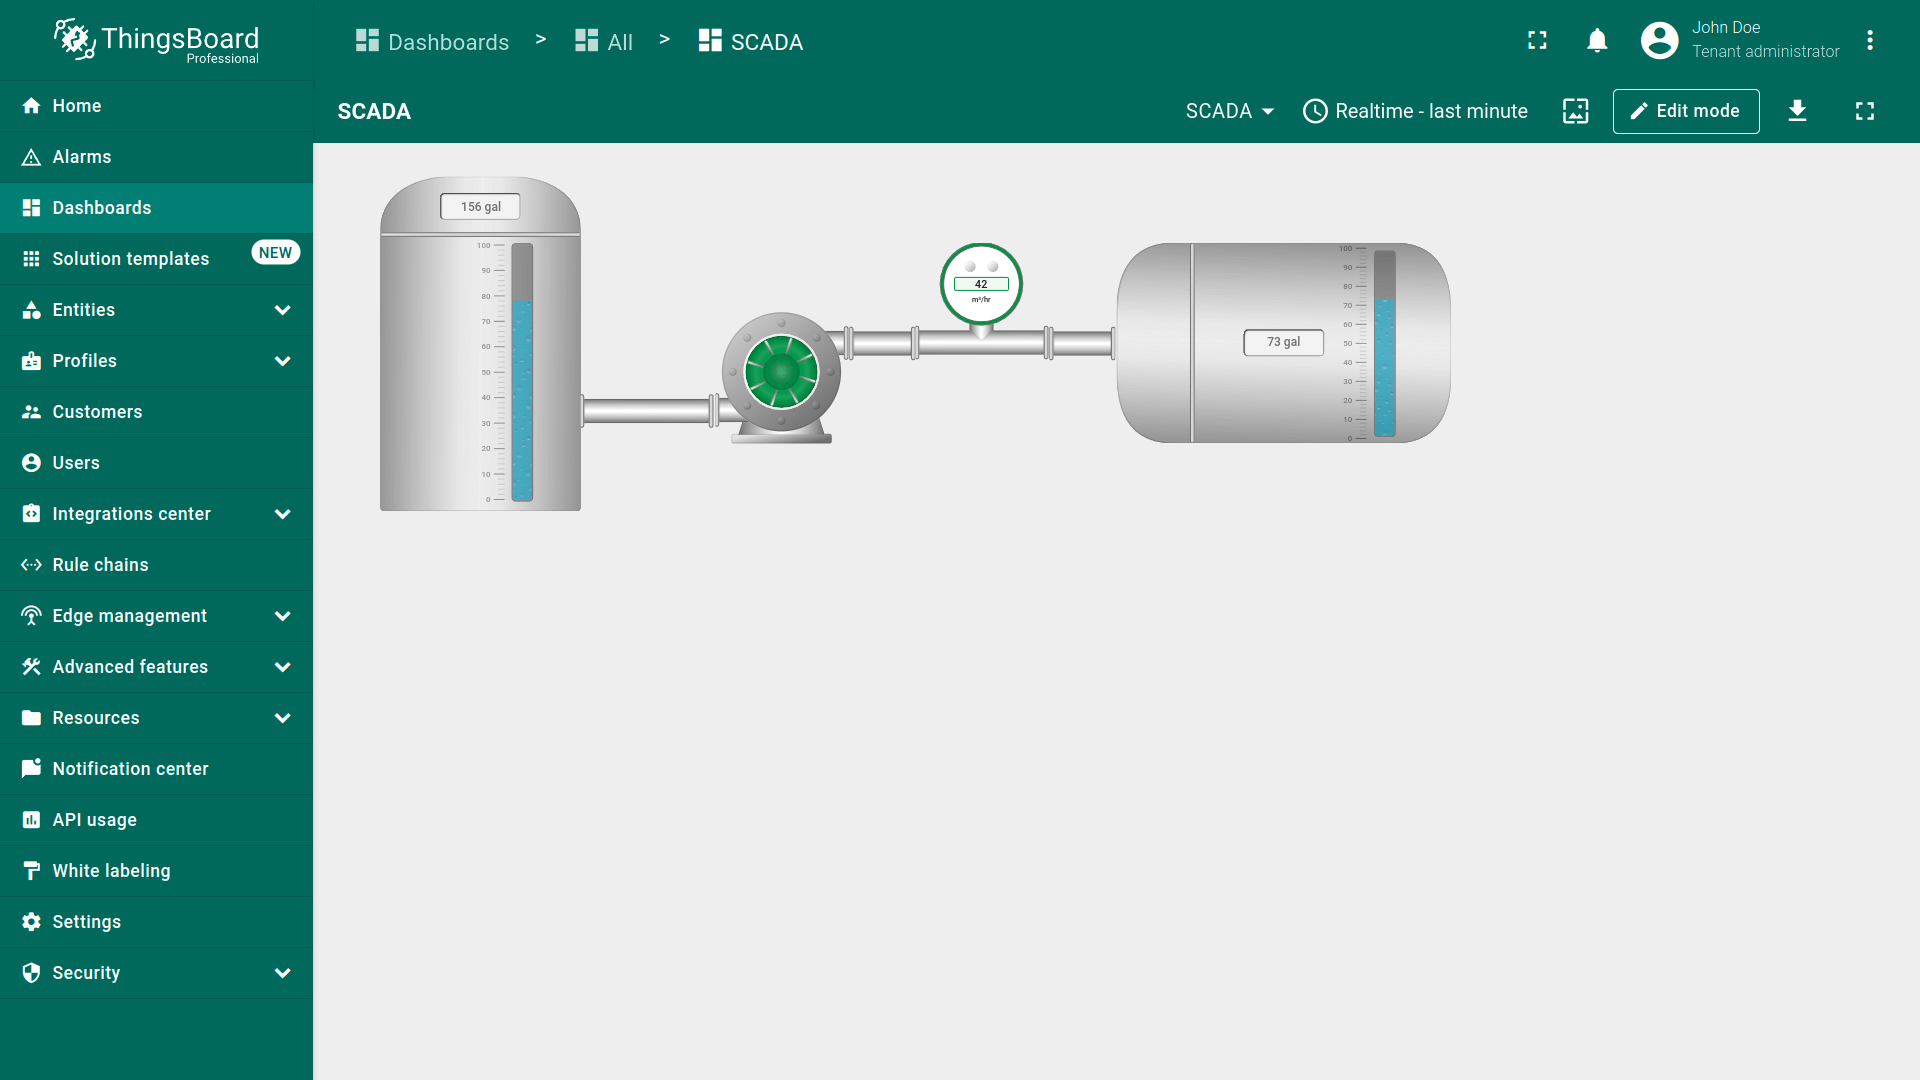 ThingsBoard
Professional
Dashboards > All > SCADA
John Doe
Tenant administrator
SCADA
SCADA
Realtime - last minute
Edit mode
Home
Alarms
Dashboards
Solution templates NEW
Entities
Profiles
Customers
Users
Integrations center
Rule chains
Edge management
Advanced features
Resources
Notification center
API usage
White labeling
Settings
Security
156 gal
100
90
80
70
60
50
40
30
20
10
0
42
m³/hr
73 gal
100
90
80
70
60
50
40
30
20
10
0